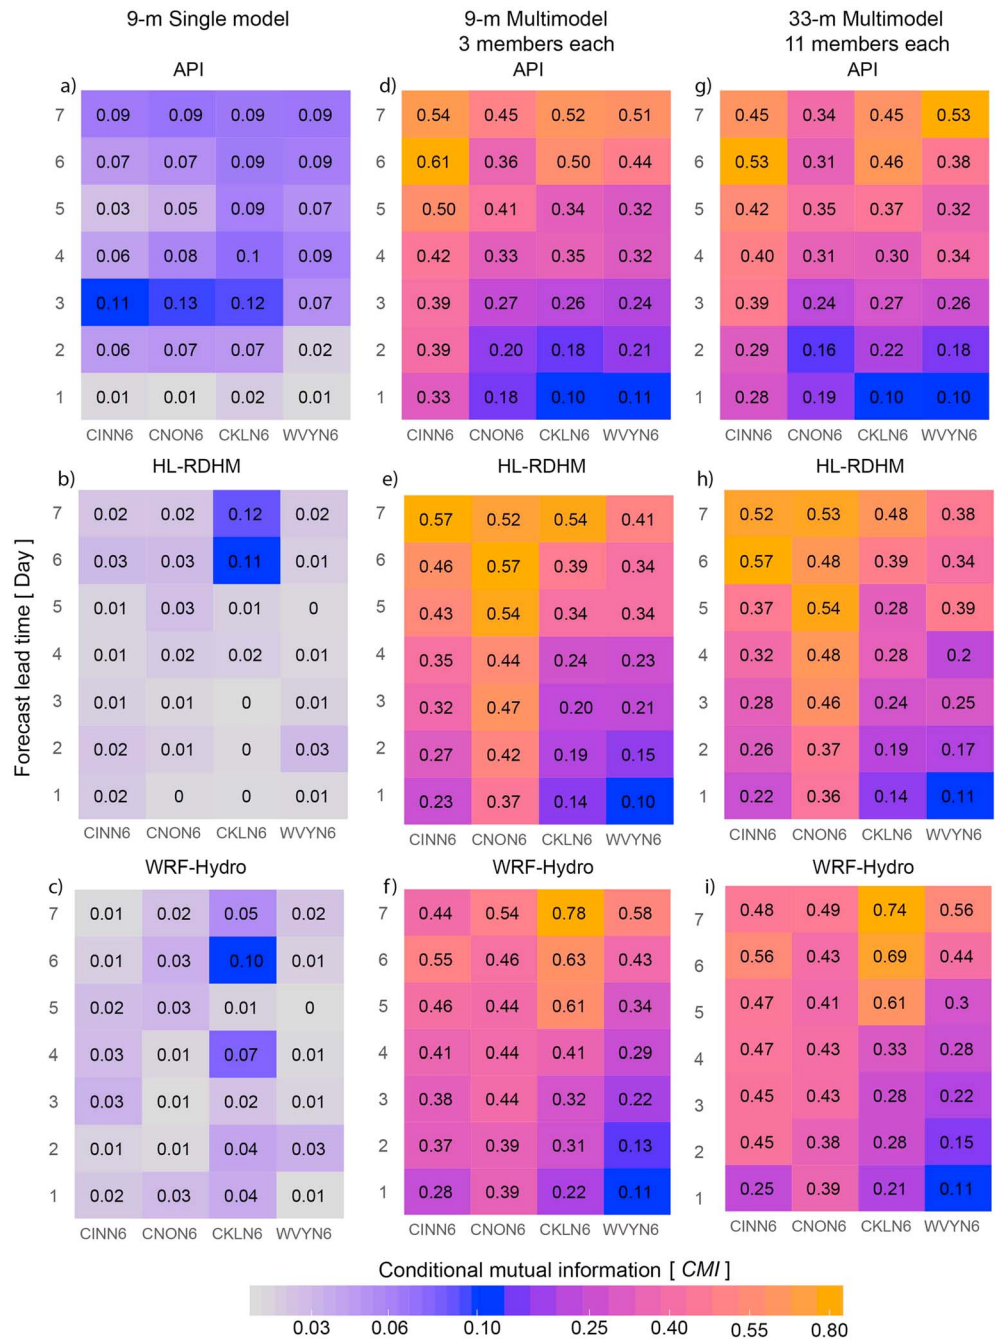 9-m Single model
9-m Multimodel
3 members each
33-m Multimodel
11 members each
Forecast lead time [ Day]
a)
API
7 0.09 0.09 0.09 0.09
6 0.07 0.07 0.09 0.09
5 0.03 0.05 0.09 0.07
4 0.06 0.08 0.1 0.09
3 0.11 0.13 0.12 0.07
2 0.06 0.07 0.07 0.02
1 0.01 0.01 0.02 0.01
CINN6 CNON6 CKLN6 WVYN6
d)
API
7 0.54 0.45 0.52 0.51
6 0.61 0.36 0.50 0.44
5 0.50 0.41 0.34 0.32
4 0.42 0.33 0.35 0.32
3 0.39 0.27 0.26 0.24
2 0.39 0.20 0.18 0.21
1 0.33 0.18 0.10 0.11
CINN6 CNON6 CKLN6 WVYN6
g)
API
7 0.45 0.34 0.45 0.53
6 0.53 0.31 0.46 0.38
5 0.42 0.35 0.37 0.32
4 0.40 0.31 0.30 0.34
3 0.39 0.24 0.27 0.26
2 0.29 0.16 0.22 0.18
1 0.28 0.19 0.10 0.10
CINN6 CNON6 CKLN6 WVYN6
b)
HL-RDHM
7 0.02 0.02 0.12 0.02
6 0.03 0.03 0.11 0.01
5 0.01 0.03 0.01 0
4 0.01 0.02 0.02 0.01
3 0.01 0.01 0 0.01
2 0.02 0.01 0 0.03
1 0.02 0 0 0.01
CINN6 CNON6 CKLN6 WVYN6
e)
HL-RDHM
7 0.57 0.52 0.54 0.41
6 0.46 0.57 0.39 0.34
5 0.43 0.54 0.34 0.34
4 0.35 0.44 0.24 0.23
3 0.32 0.47 0.20 0.21
2 0.27 0.42 0.19 0.15
1 0.23 0.37 0.14 0.10
CINN6 CNON6 CKLN6 WVYN6
h)
HL-RDHM
7 0.52 0.53 0.48 0.38
6 0.57 0.48 0.39 0.34
5 0.37 0.54 0.28 0.39
4 0.32 0.48 0.28 0.2
3 0.28 0.46 0.24 0.25
2 0.26 0.37 0.19 0.17
1 0.22 0.36 0.14 0.11
CINN6 CNON6 CKLN6 WVYN6
c)
WRF-Hydro
7 0.01 0.02 0.05 0.02
6 0.01 0.03 0.10 0.01
5 0.02 0.03 0.01 0
4 0.03 0.01 0.07 0.01
3 0.03 0.01 0.02 0.01
2 0.01 0.01 0.04 0.03
1 0.02 0.03 0.04 0.01
CINN6 CNON6 CKLN6 WVYN6
f)
WRF-Hydro
7 0.44 0.54 0.78 0.58
6 0.55 0.46 0.63 0.43
5 0.46 0.44 0.61 0.34
4 0.41 0.44 0.41 0.29
3 0.38 0.44 0.32 0.22
2 0.37 0.39 0.31 0.13
1 0.28 0.39 0.22 0.11
CINN6 CNON6 CKLN6 WVYN6
i)
WRF-Hydro
7 0.48 0.49 0.74 0.56
6 0.56 0.43 0.69 0.44
5 0.47 0.41 0.61 0.3
4 0.47 0.43 0.33 0.28
3 0.45 0.43 0.28 0.22
2 0.45 0.38 0.28 0.15
1 0.25 0.39 0.21 0.11
CINN6 CNON6 CKLN6 WVYN6
Conditional mutual information [ CMI ]
0.03 0.06 0.10 0.25 0.40 0.55 0.80